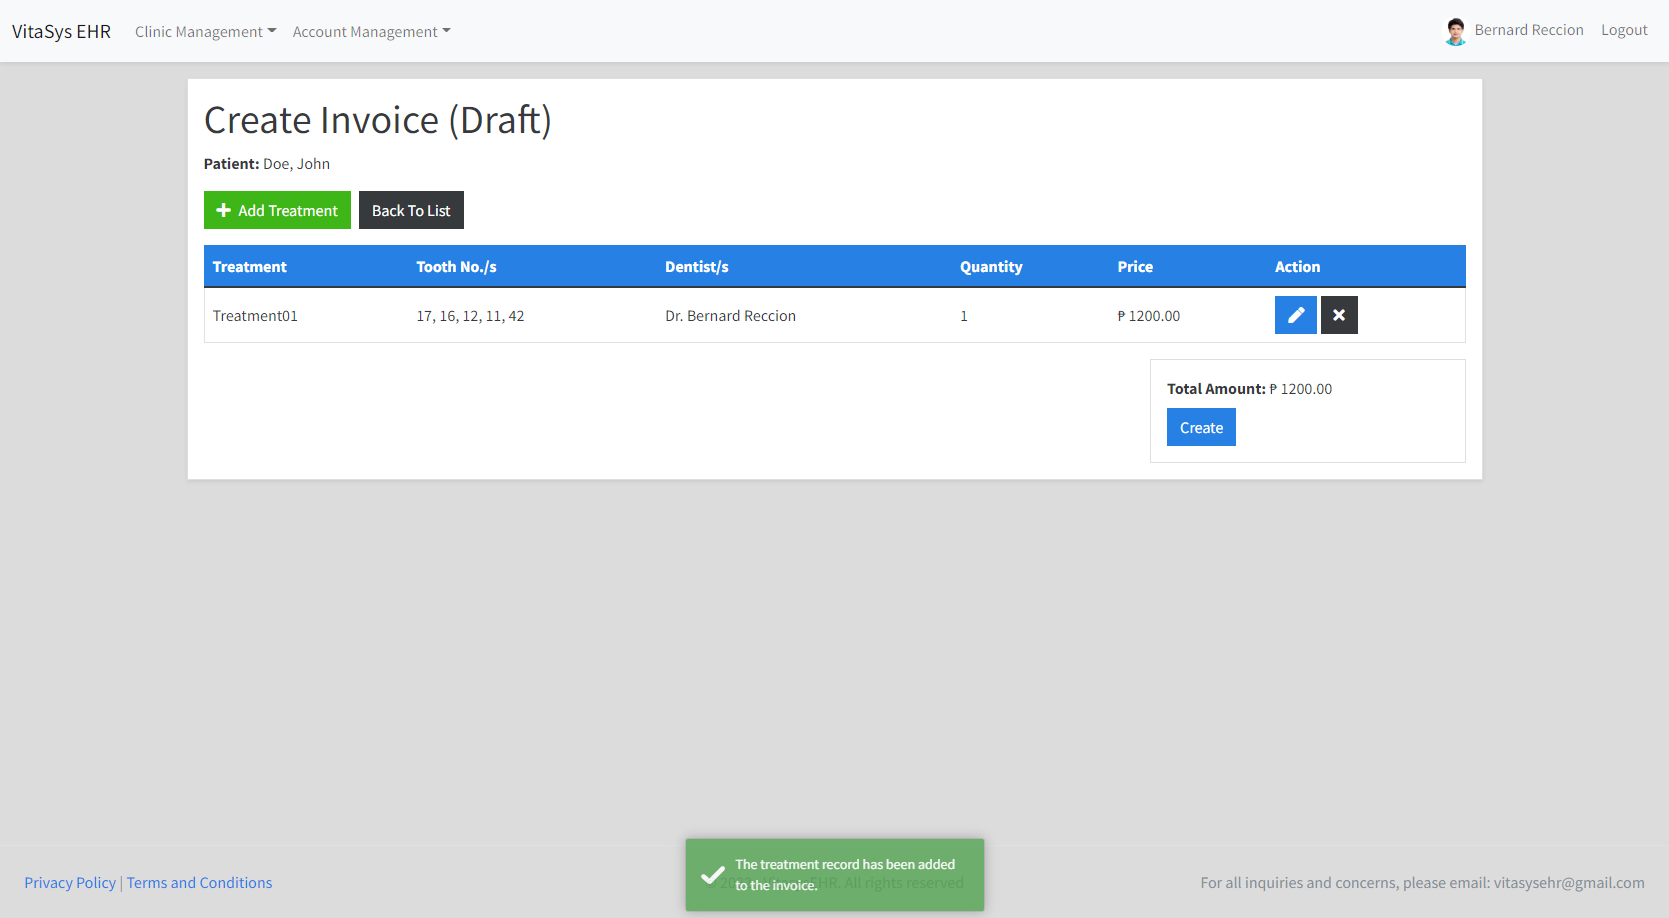 VitaSys EHR Clinic Management Account Management Bernard Reccion Logout
Create Invoice (Draft)
Patient: Doe, John
Add Treatment Back To List
Treatment Tooth No./s Dentist/s Quantity Price Action
Treatment01 17, 16, 12, 11, 42 Dr. Bernard Reccion 1 ₱ 1200.00
Total Amount: ₱ 1200.00
Create
The treatment record has been added
to the invoice.
Privacy Policy | Terms and Conditions
EHR. All rights reserved
For all inquiries and concerns, please email: vitasysehr@gmail.com